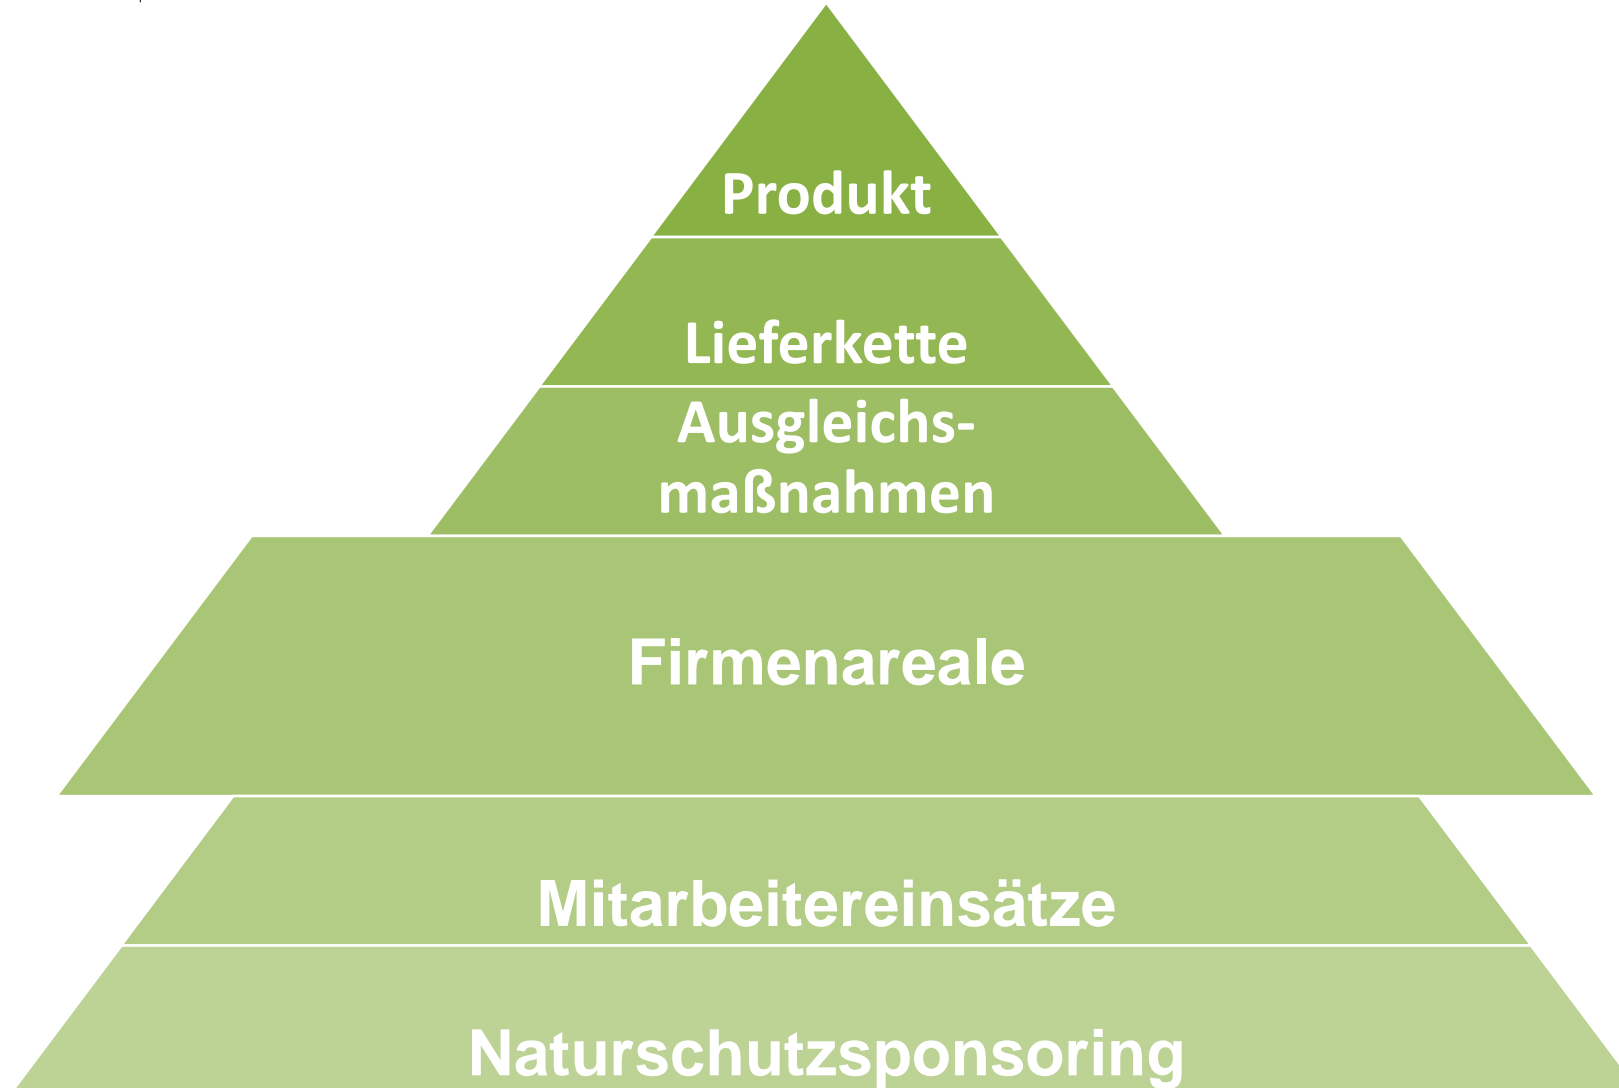 Produkt
Lieferkette
Ausgleichs-
maßnahmen
Firmenareale
Mitarbeitereinsätze
Naturschutzsponsoring